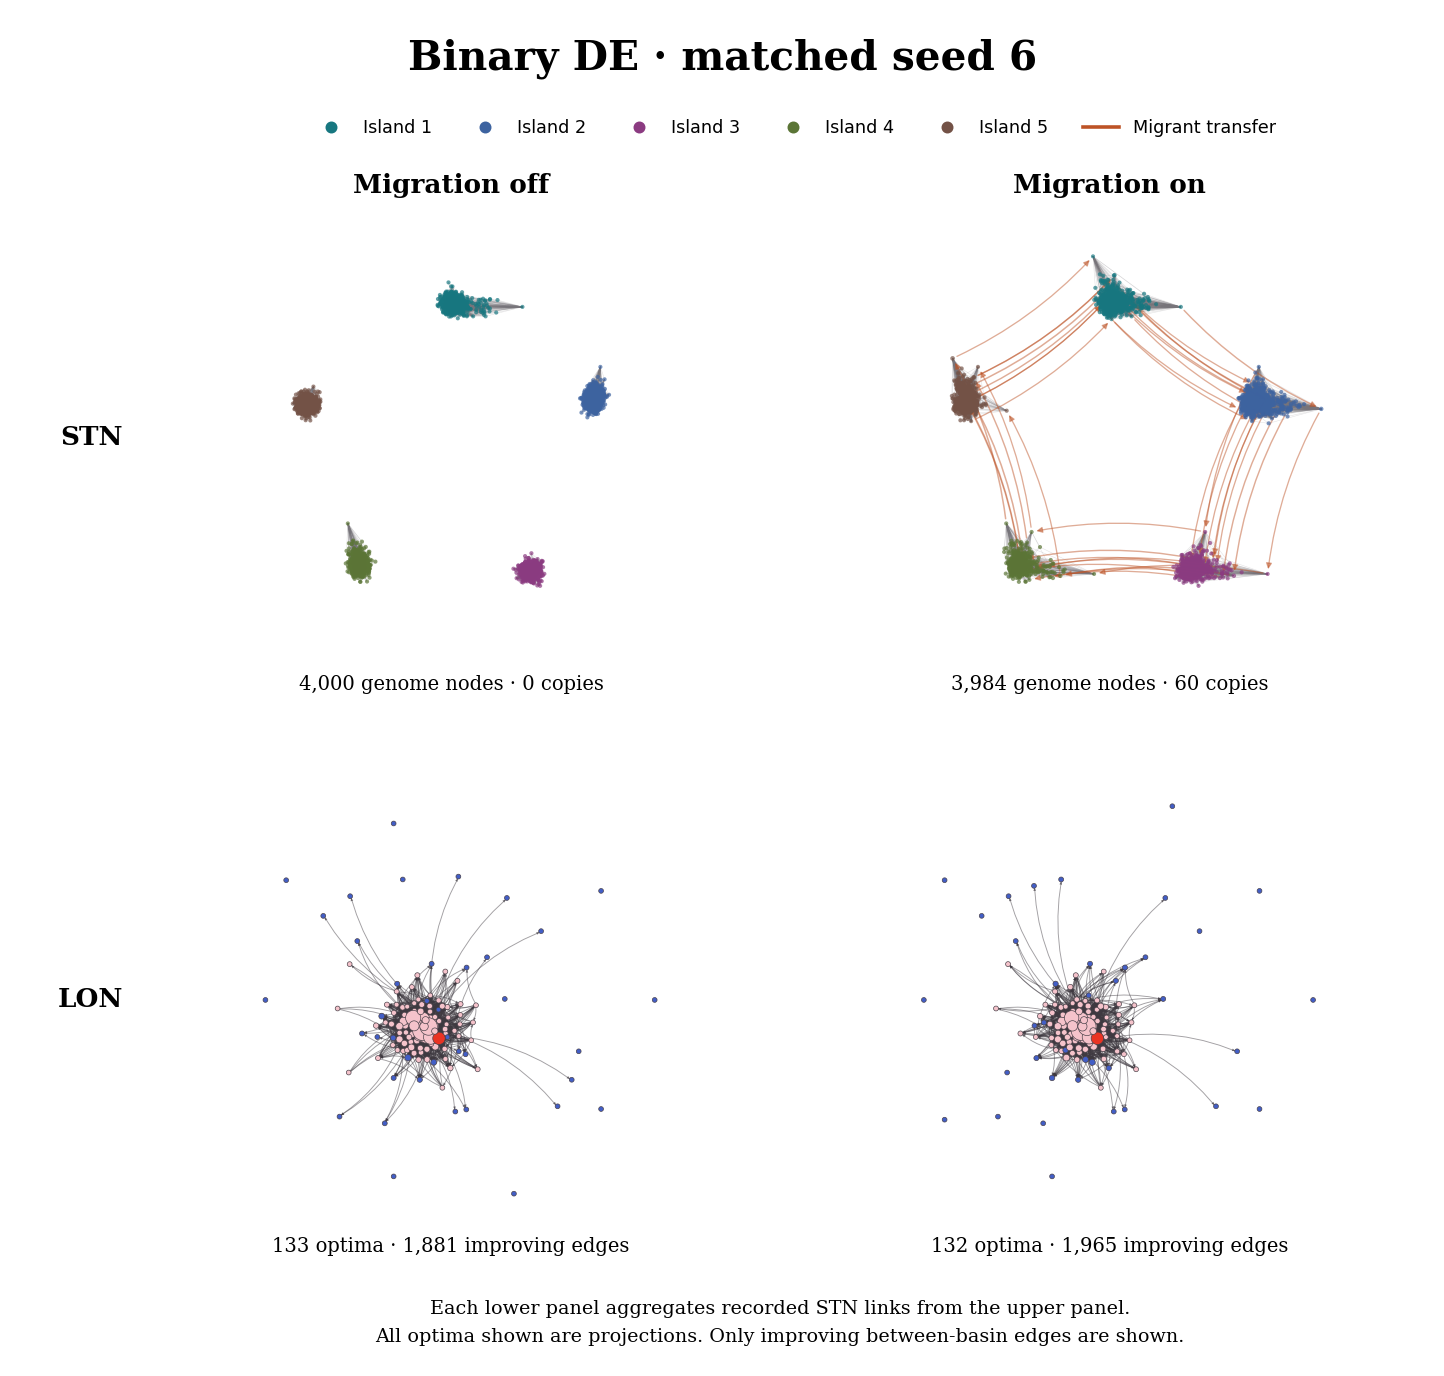 Binary DE · matched seed 6
Island 1 Island 2 Island 3 Island 4 Island 5 Migrant transfer
Migration off Migration on
STN
4,000 genome nodes · 0 copies 3,984 genome nodes · 60 copies
LON
133 optima · 1,881 improving edges 132 optima · 1,965 improving edges
Each lower panel aggregates recorded STN links from the upper panel.
All optima shown are projections. Only improving between-basin edges are shown.